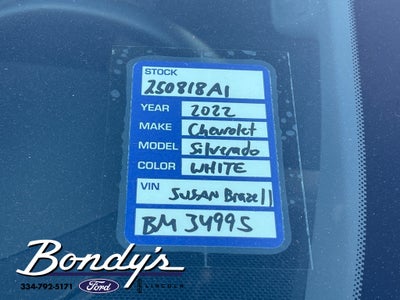 STOCK
250818A1
YEAR 2022
MAKE Chevrolet
MODEL Silverado
COLOR WHITE
VIN SUSAN Brazell
BM 34995
Bondy's
334-792-5171 Ford LINCOLN